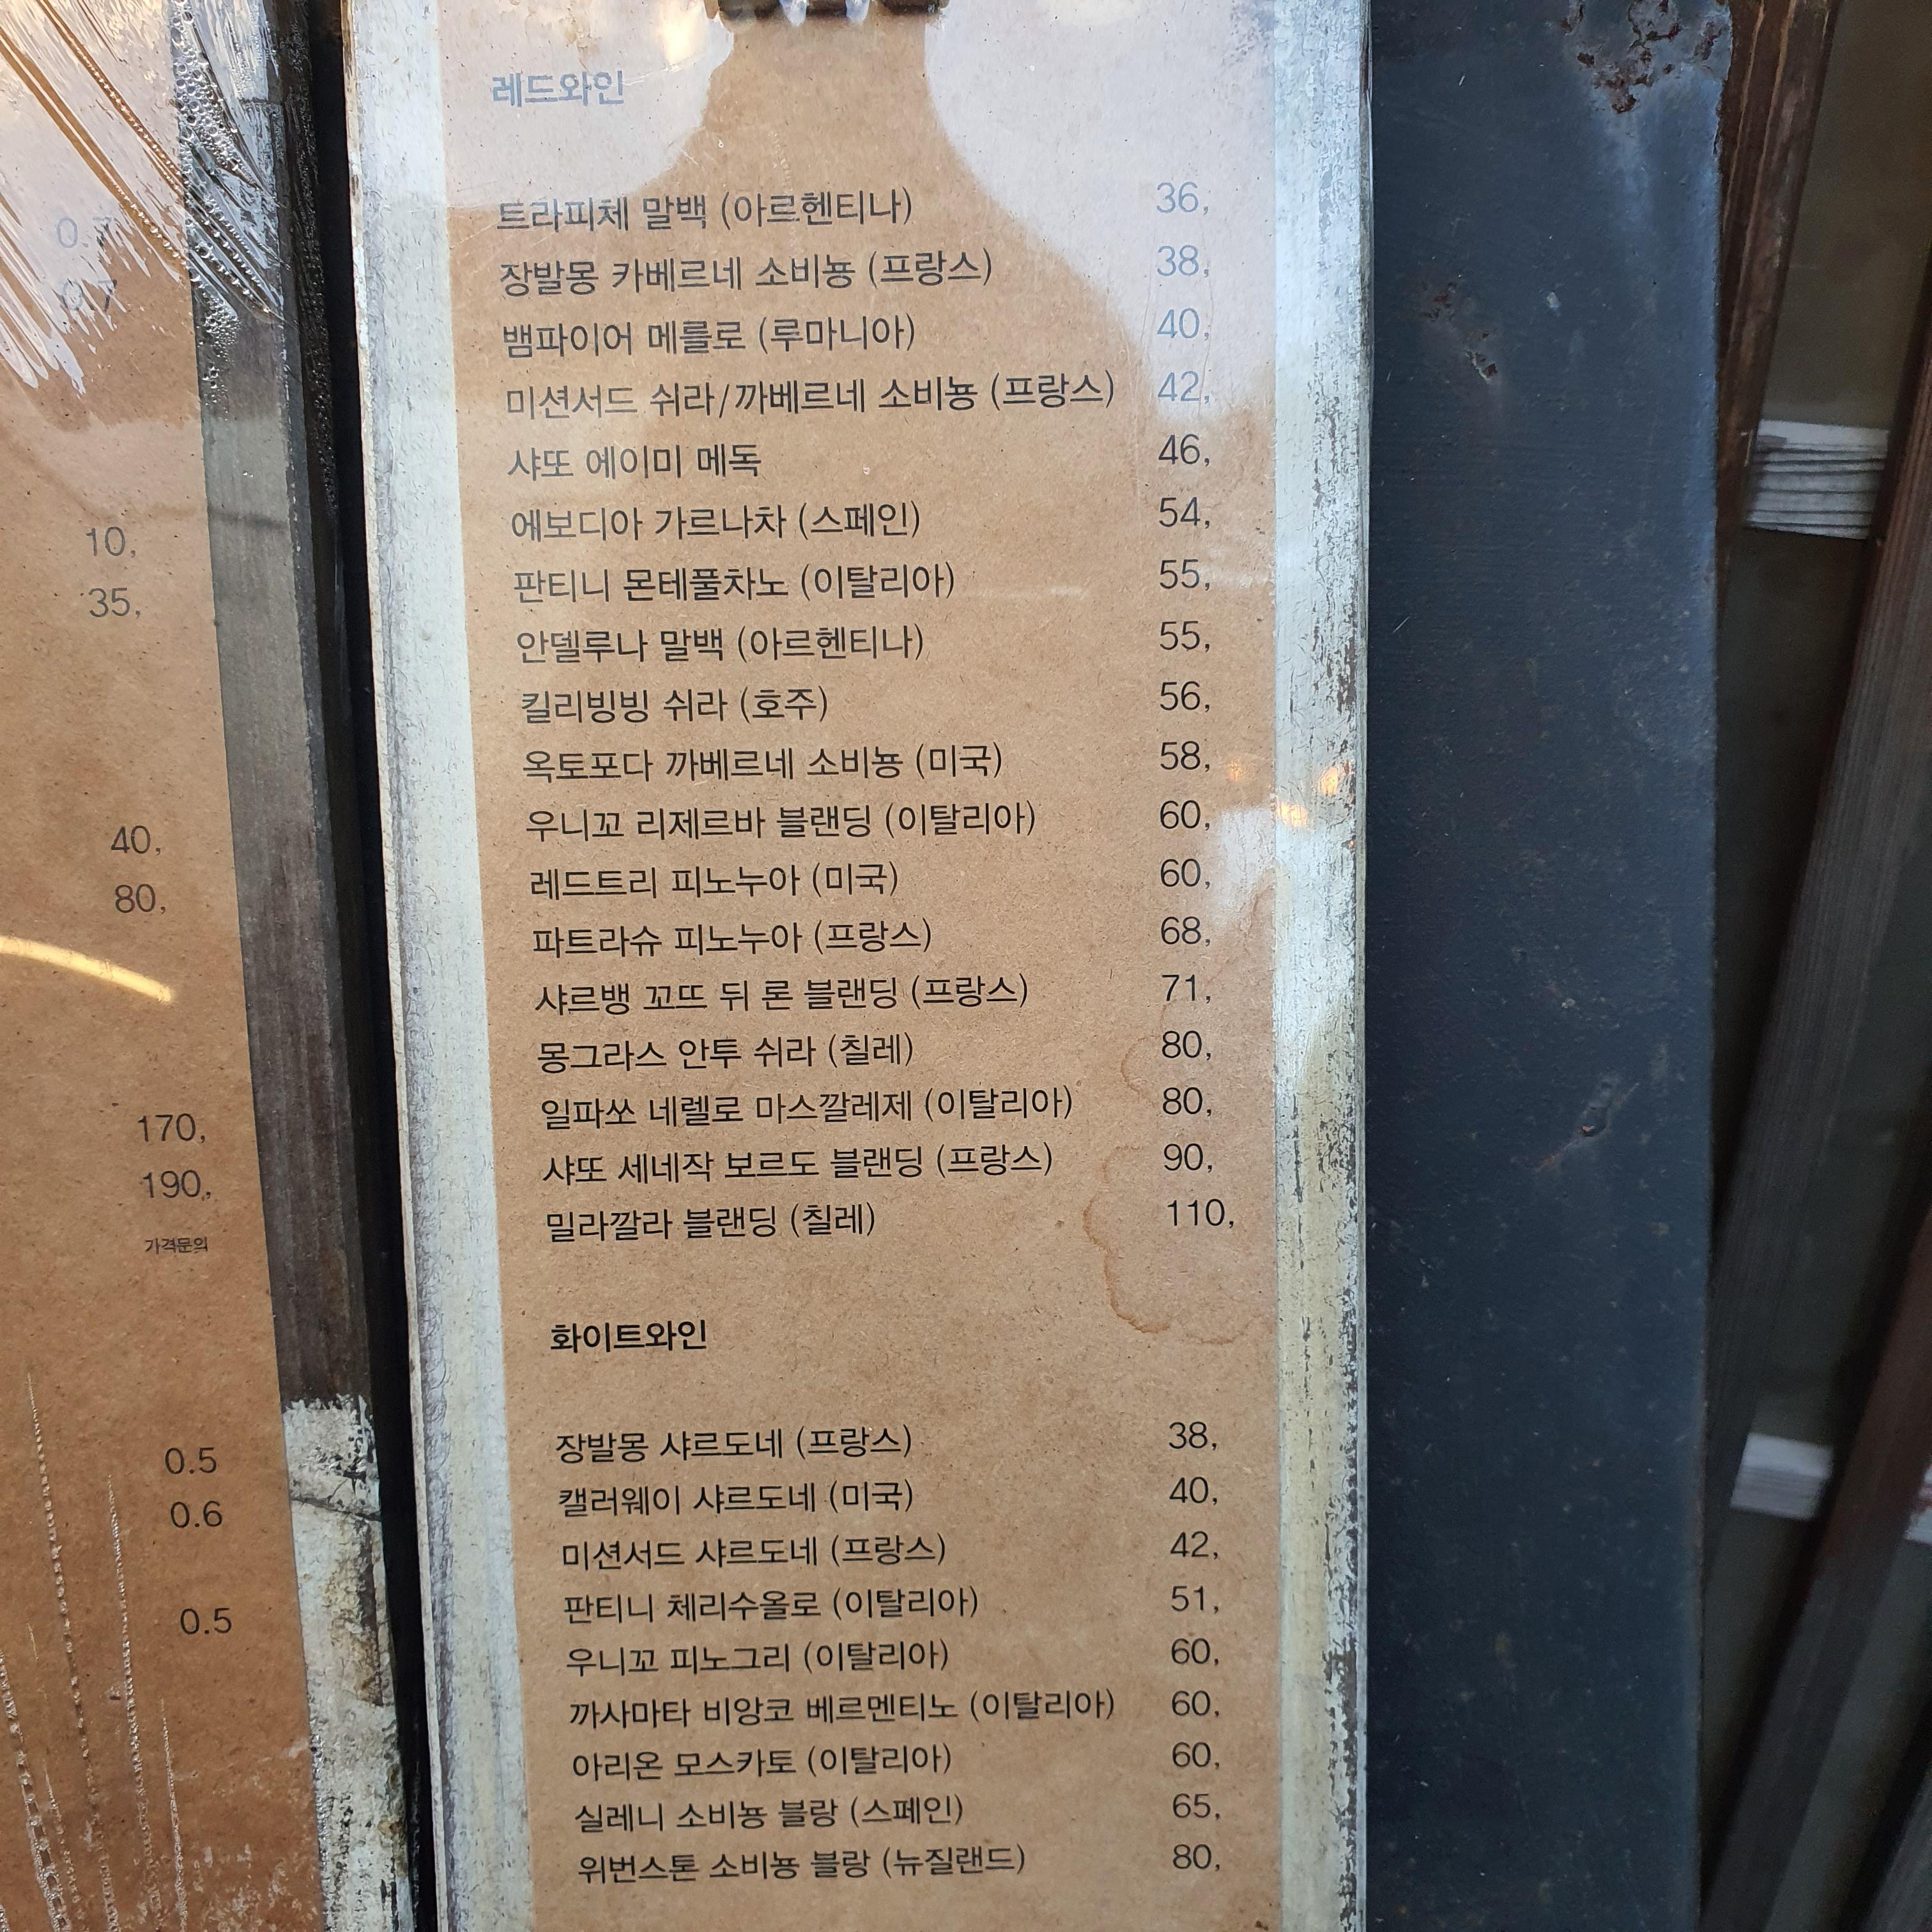 0.7
10,
35,
40,
80,
170,
190,
가격문의
0.5
0.6
0.5
레드와인
트라피체 말백 (아르헨티나) 36,
장발몽 카베르네 소비뇽 (프랑스) 38,
뱀파이어 메를로 (루마니아) 40,
미션서드 쉬라/까베르네 소비뇽 (프랑스) 42,
샤또 예이미 메독 46,
에보디아 가르나차 (스페인) 54,
판티니 몬테풀차노 (이탈리아) 55,
안델루나 말백 (아르헨티나) 55,
킬리빙빙 쉬라 (호주) 56,
옥토포다 까베르네 소비뇽 (미국) 58,
우니꼬 리제르바 블랜딩 (이탈리아) 60,
레드트리 피노누아 (미국) 60,
파트라슈 피노누아 (프랑스) 68,
샤르뱅 꼬뜨 뒤 론 블랜딩 (프랑스) 71,
몽그라스 안투 쉬라 (칠레) 80,
일파쏘 네렐로 마스깔레제 (이탈리아) 80,
샤또 세네작 보르도 블랜딩 (프랑스) 90,
밀라깔라 블랜딩 (칠레) 110,
화이트와인
장발몽 샤르도네 (프랑스) 38,
캘러웨이 샤르도네 (미국) 40,
미션서드 샤르도네 (프랑스) 42,
판티니 체리수올로 (이탈리아) 51,
우니꼬 피노그리 (이탈리아) 60,
까사마타 비앙코 베르멘티노 (이탈리아) 60,
아리온 모스카토 (이탈리아) 60,
실레니 소비뇽 블랑 (스페인) 65,
위번스톤 소비뇽 블랑 (뉴질랜드) 80,